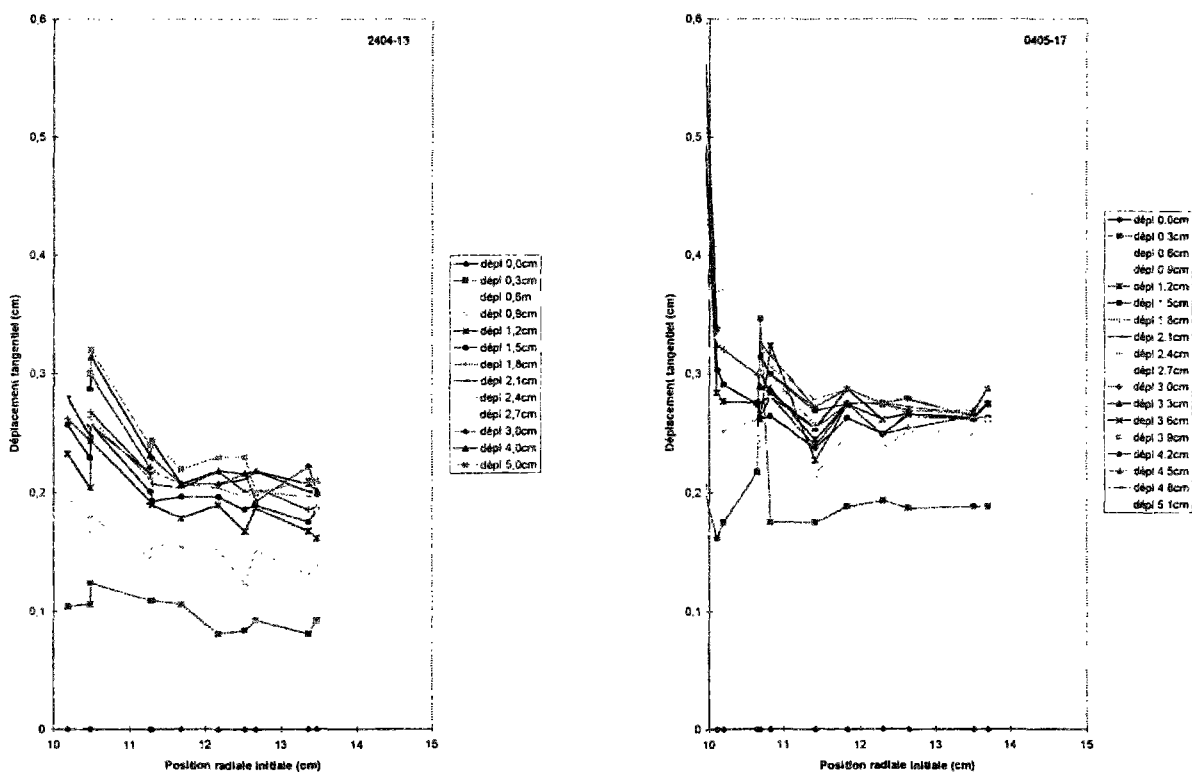 2404-13
0,6
0,5
0,4
0,3
0,2
0,1
0
10 11 12 13 14 15
Déplacement tangentiel (cm)
Position radiale initiale (cm)
dépl 0,0cm
dépl 0,3cm
dépl 0,6m
dépl 0,9cm
dépl 1,2cm
dépl 1,5cm
dépl 1,8cm
dépl 2,1cm
dépl 2,4cm
dépl 2,7cm
dépl 3,0cm
dépl 4,0cm
dépl 5,0cm
0405-17
0,6
0,5
0,4
0,3
0,2
0,1
0
10 11 12 13 14 15
Déplacement tangentiel (cm)
Position radiale initiale (cm)
dépl 0.0cm
dépl 0.3cm
dépl 0.6cm
dépl 0.9cm
dépl 1.2cm
dépl 1.5cm
dépl 1.8cm
dépl 2.1cm
dépl 2.4cm
dépl 2.7cm
dépl 3.0cm
dépl 3.3cm
dépl 3.6cm
dépl 3.9cm
dépl 4.2cm
dépl 4.5cm
dépl 4.8cm
dépl 5.1cm